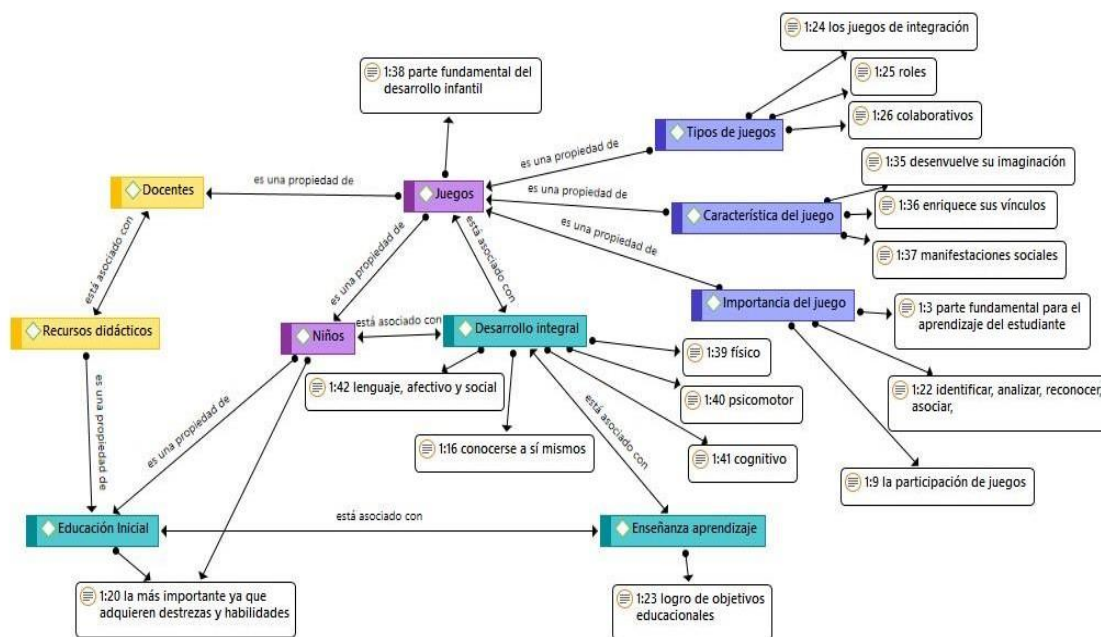 1:24 los juegos de integración
1:38 parte fundamental del
desarrollo infantil
1:25 roles
1:26 colaborativos
Tipos de juegos
es una propiedad de
1:35 desenvuelve su imaginación
Docentes
es una propiedad de
Juegos
es una propiedad de
Característica del juego
1:36 enriquece sus vínculos
1:37 manifestaciones sociales
está asociado con
es una propiedad de
está asociado con
es una propiedad de
Importancia del juego
1:3 parte fundamental para el
aprendizaje del estudiante
Recursos didácticos
Niños
está asociado con
Desarrollo integral
1:39 físico
1:42 lenguaje, afectivo y social
1:40 psicomotor
1:22 identificar, analizar, reconocer,
asociar,
es una propiedad de
es una propiedad de
1:16 conocerse a sí mismos
está asociado con
1:41 cognitivo
1:9 la participación de juegos
Educación Inicial
está asociado con
Enseñanza aprendizaje
1:20 la más importante ya que
adquieren destrezas y habilidades
1:23 logro de objetivos
educacionales